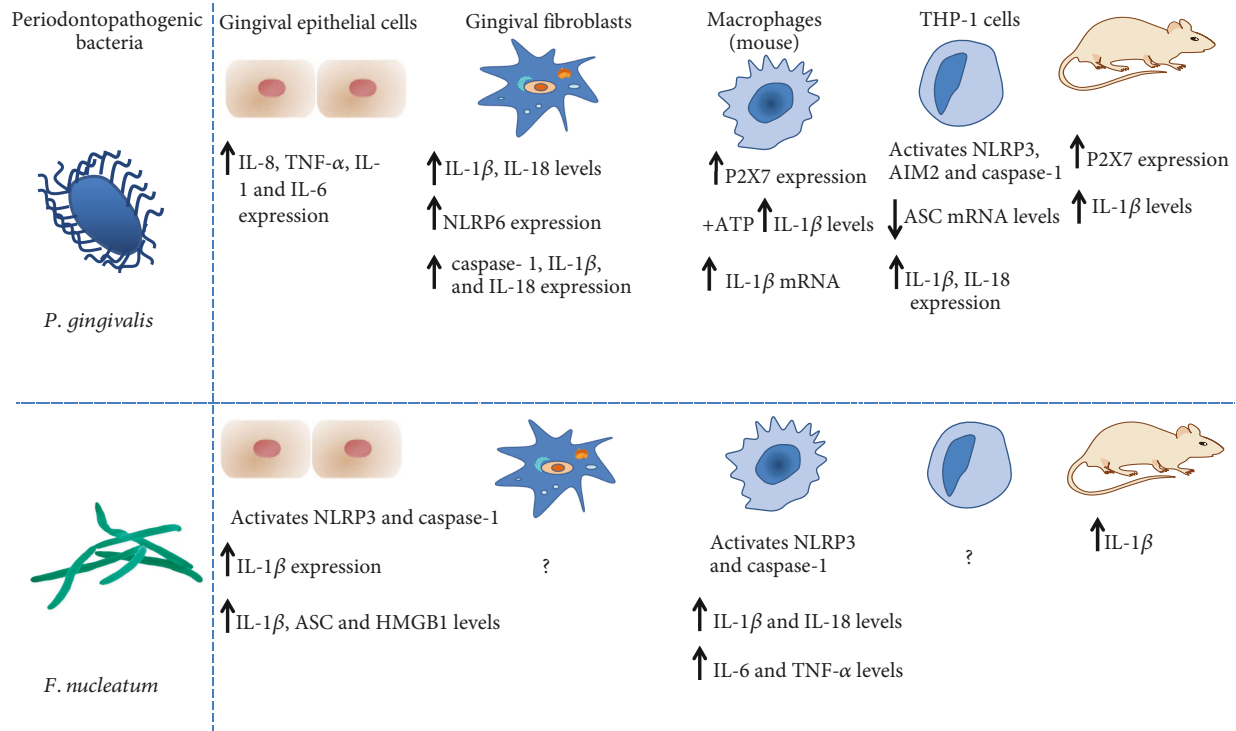 Periodontopathogenic
bacteria
Gingival epithelial cells
Gingival fibroblasts
Macrophages
(mouse)
THP-1 cells
P. gingivalis
IL-8, TNF-α, IL-
1 and IL-6
expression
IL-1β, IL-18 levels
NLRP6 expression
caspase- 1, IL-1β,
and IL-18 expression
P2X7 expression
+ATP IL-1β levels
IL-1β mRNA
Activates NLRP3,
AIM2 and caspase-1
ASC mRNA levels
IL-1β, IL-18
expression
P2X7 expression
IL-1β levels
F. nucleatum
Activates NLRP3 and caspase-1
IL-1β expression
IL-1β, ASC and HMGB1 levels
?
Activates NLRP3
and caspase-1
IL-1β and IL-18 levels
IL-6 and TNF-α levels
?
IL-1β